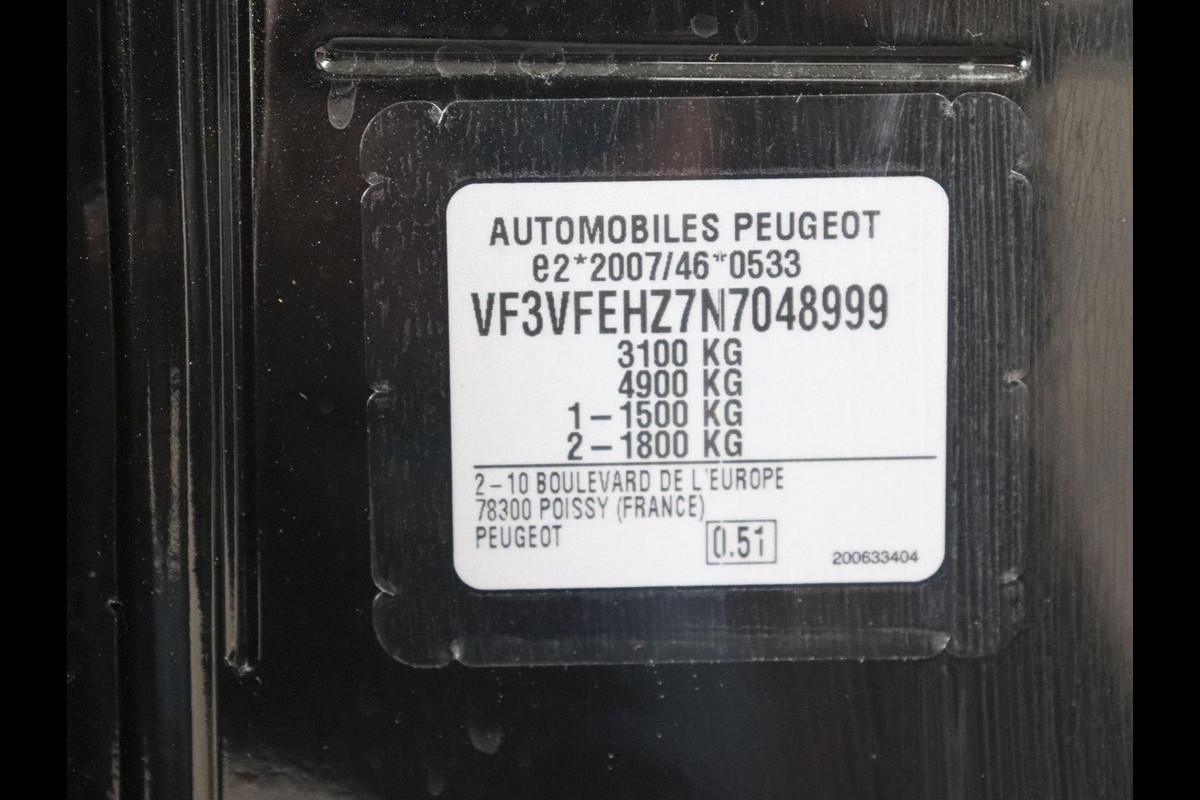 AUTOMOBILES PEUGEOT
e2*2007/46*0533
VF3VFEHZ7N7048999
3100 KG
4900 KG
1-1500 KG
2-1800 KG
2-10 BOULEVARD DE L'EUROPE
78300 POISSY (FRANCE)
PEUGEOT
0.51
200633404